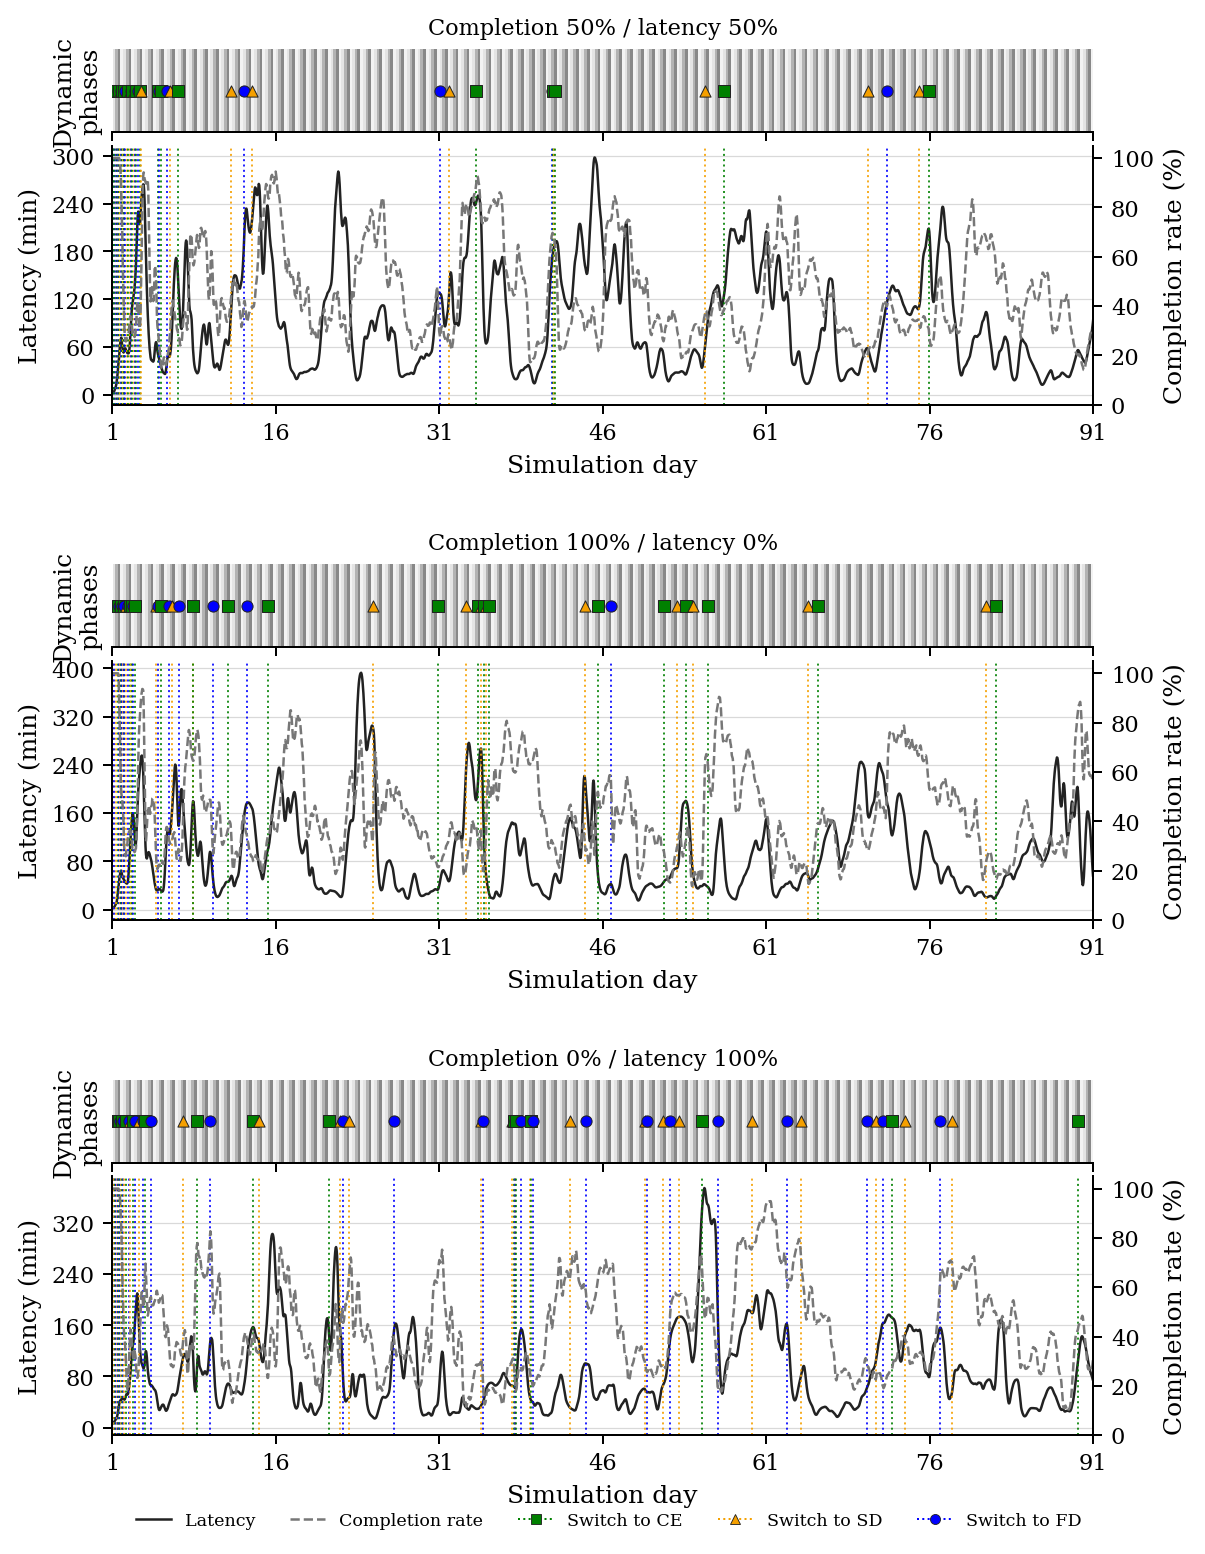 Completion 50% / latency 50%
Dynamic
phases
Latency (min)
300
240
180
120
60
0
Completion rate (%)
100
80
60
40
20
0
1 16 31 46 61 76 91
Simulation day
Completion 100% / latency 0%
Dynamic
phases
Latency (min)
400
320
240
160
80
0
Completion rate (%)
100
80
60
40
20
0
1 16 31 46 61 76 91
Simulation day
Completion 0% / latency 100%
Dynamic
phases
Latency (min)
320
240
160
80
0
Completion rate (%)
100
80
60
40
20
0
1 16 31 46 61 76 91
Simulation day
Latency Completion rate Switch to CE Switch to SD Switch to FD